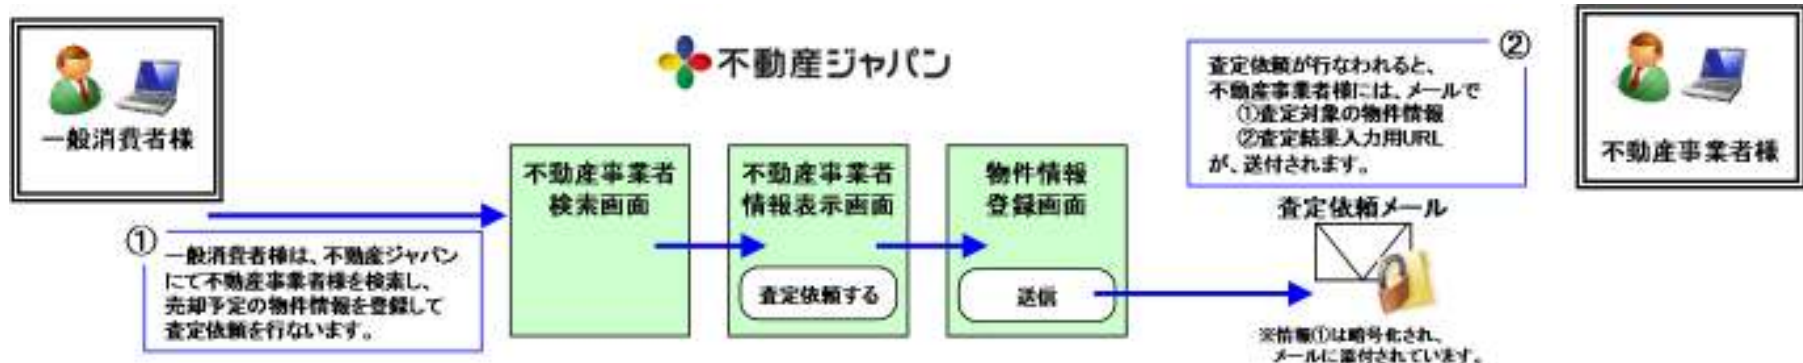 一般消費者様
不動産ジャパン
②
査定依頼が行なわれると、
不動産事業者様には、メールで
①査定対象の物件情報
②査定結果入力用URL
が、送付されます。
不動産事業者様
不動産事業者
検索画面
不動産事業者
情報表示画面
査定依頼する
物件情報
登録画面
送信
査定依頼メール
①
一般消費者様は、不動産ジャパン
にて不動産事業者様を検索し、
売却予定の物件情報を登録して
査定依頼を行ないます。
※情報①は暗号化され、
メールに添付されています。